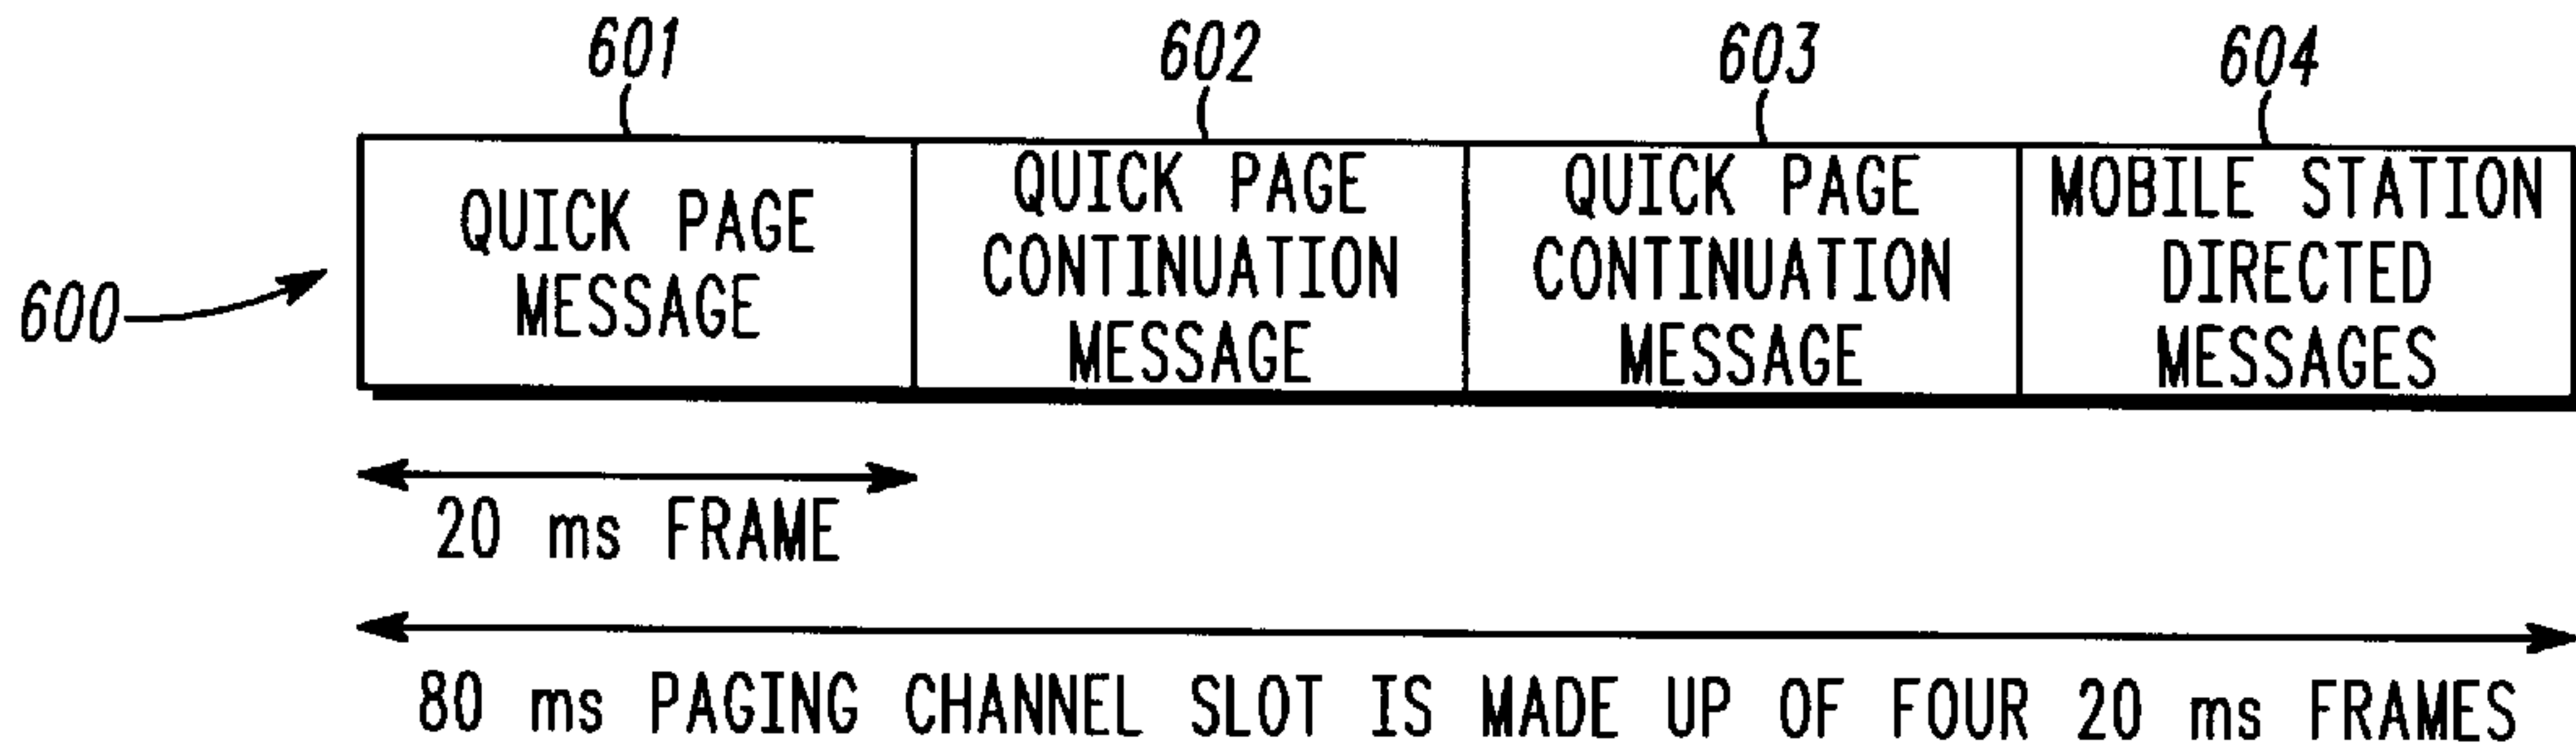 601
602
603
604
QUICK PAGE
MESSAGE
QUICK PAGE
CONTINUATION
MESSAGE
QUICK PAGE
CONTINUATION
MESSAGE
MOBILE STATION
DIRECTED
MESSAGES
600
20 ms FRAME
80 ms PAGING CHANNEL SLOT IS MADE UP OF FOUR 20 ms FRAMES